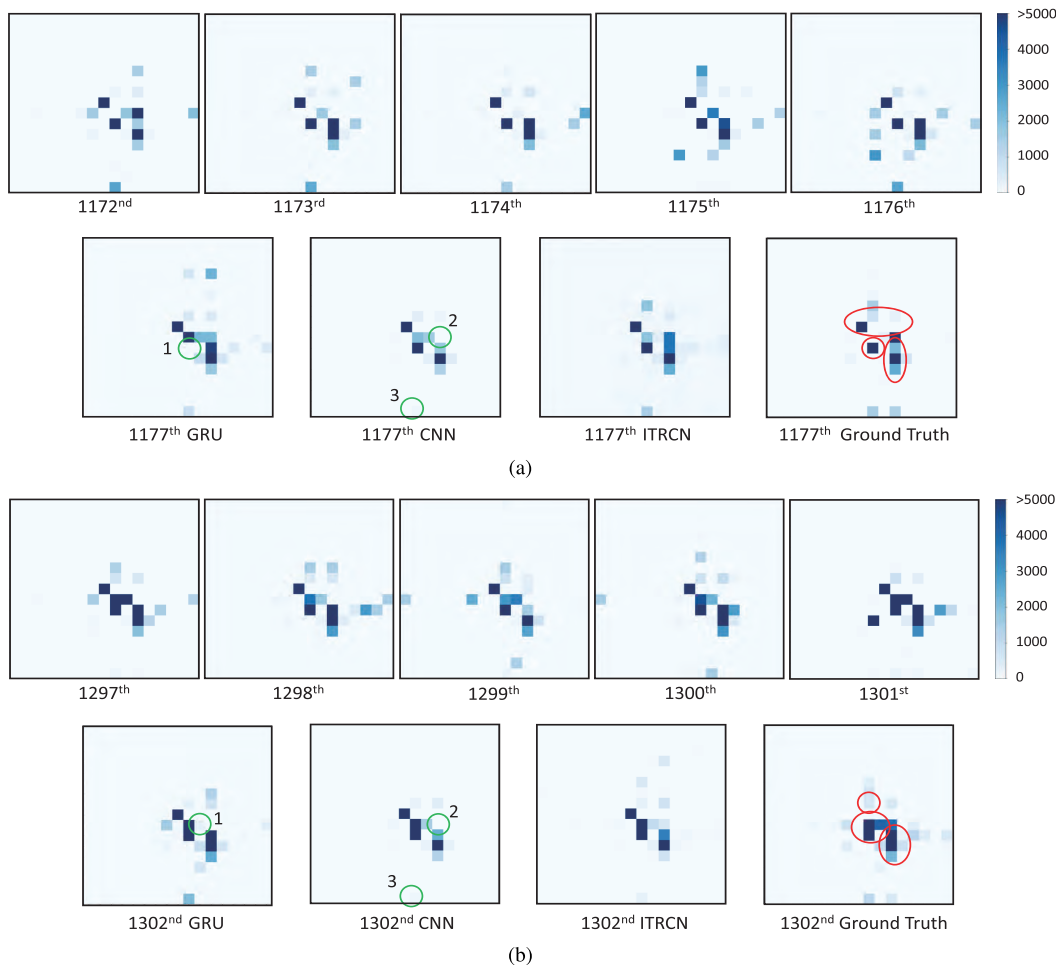 >5000
4000
3000
2000
1000
0
1172nd
1173rd
1174th
1175th
1176th
1
2
3
1177th GRU
1177th CNN
1177th ITRCN
1177th Ground Truth
(a)
>5000
4000
3000
2000
1000
0
1297th
1298th
1299th
1300th
1301st
1
2
3
1302nd GRU
1302nd CNN
1302nd ITRCN
1302nd Ground Truth
(b)